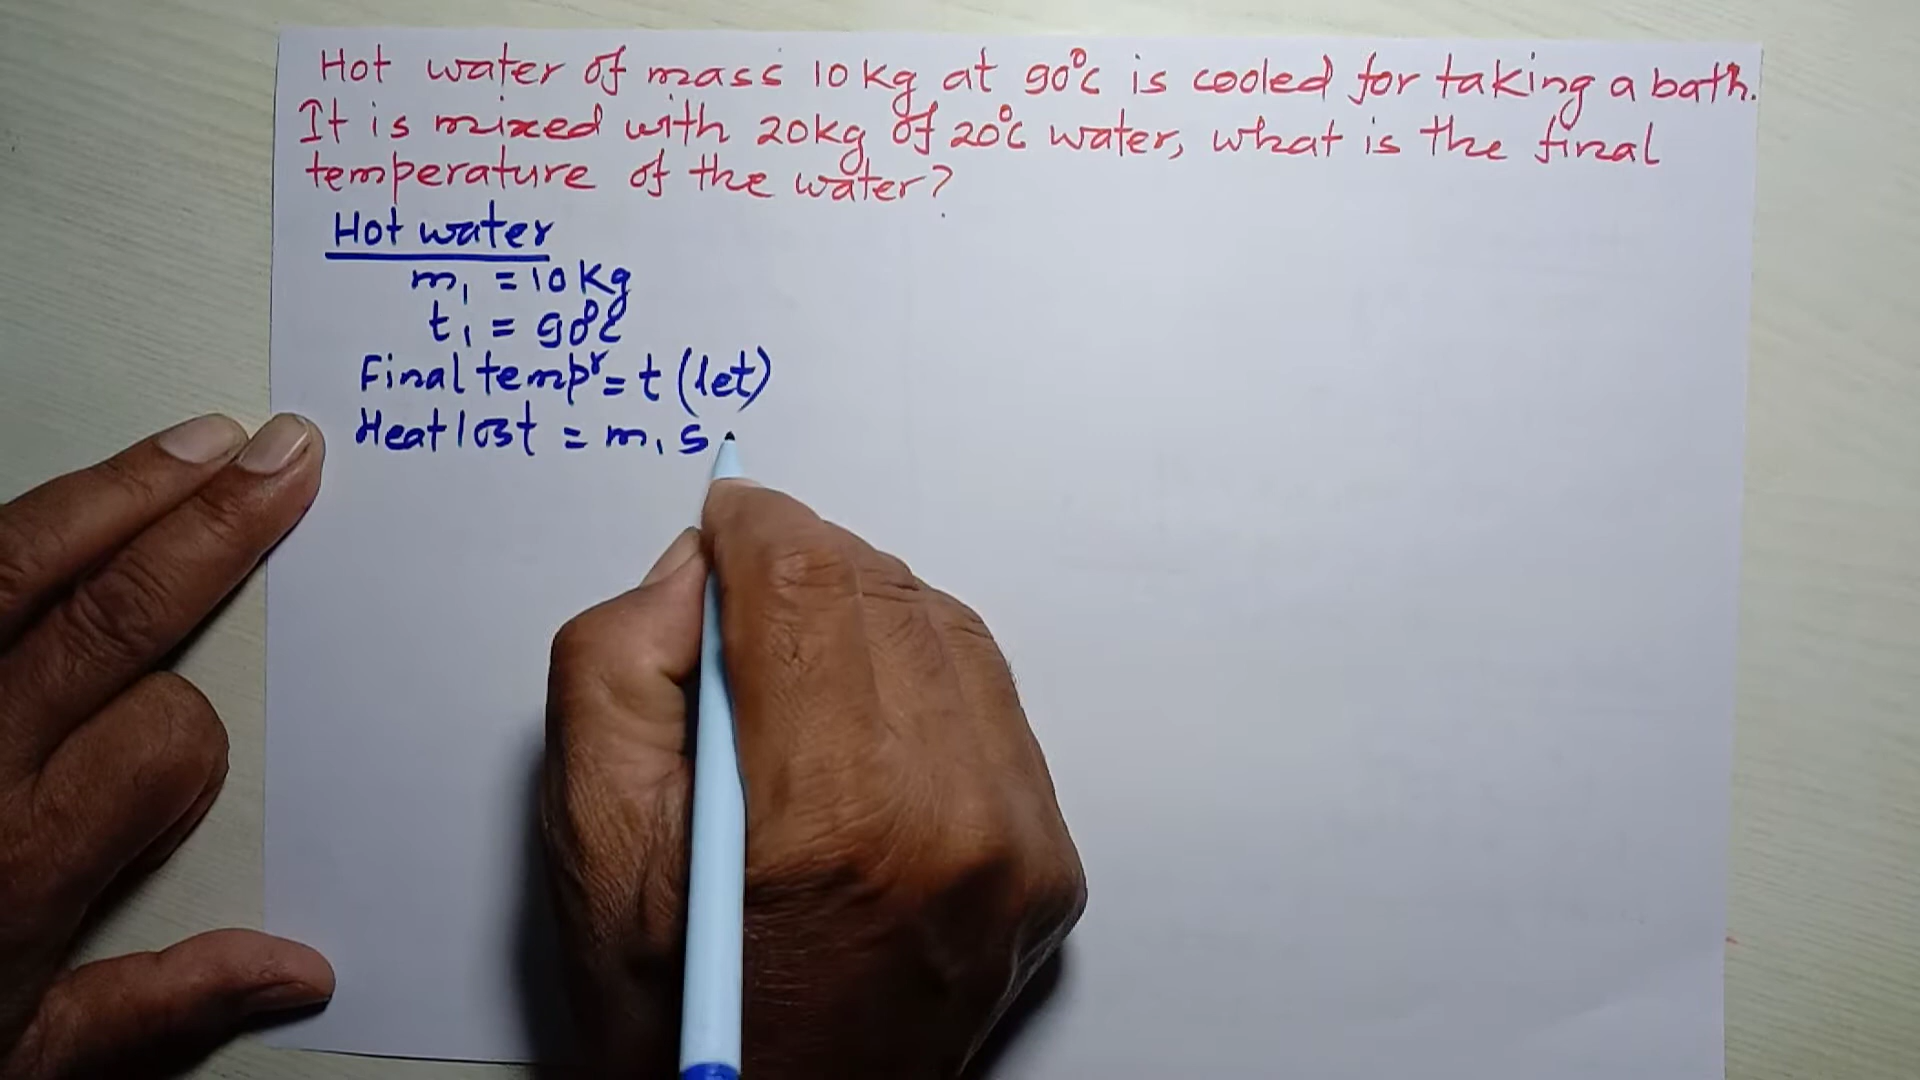 Hot water of mass 10 kg at 90°c is cooled for taking a bath.
It is mixed with 20kg of 20°c water, what is the final
temperature of the water?
Hot water
m₁ = 10 Kg
t₁ = 90°c
Final tempʳ = t (let)
Heat lost = m₁ s